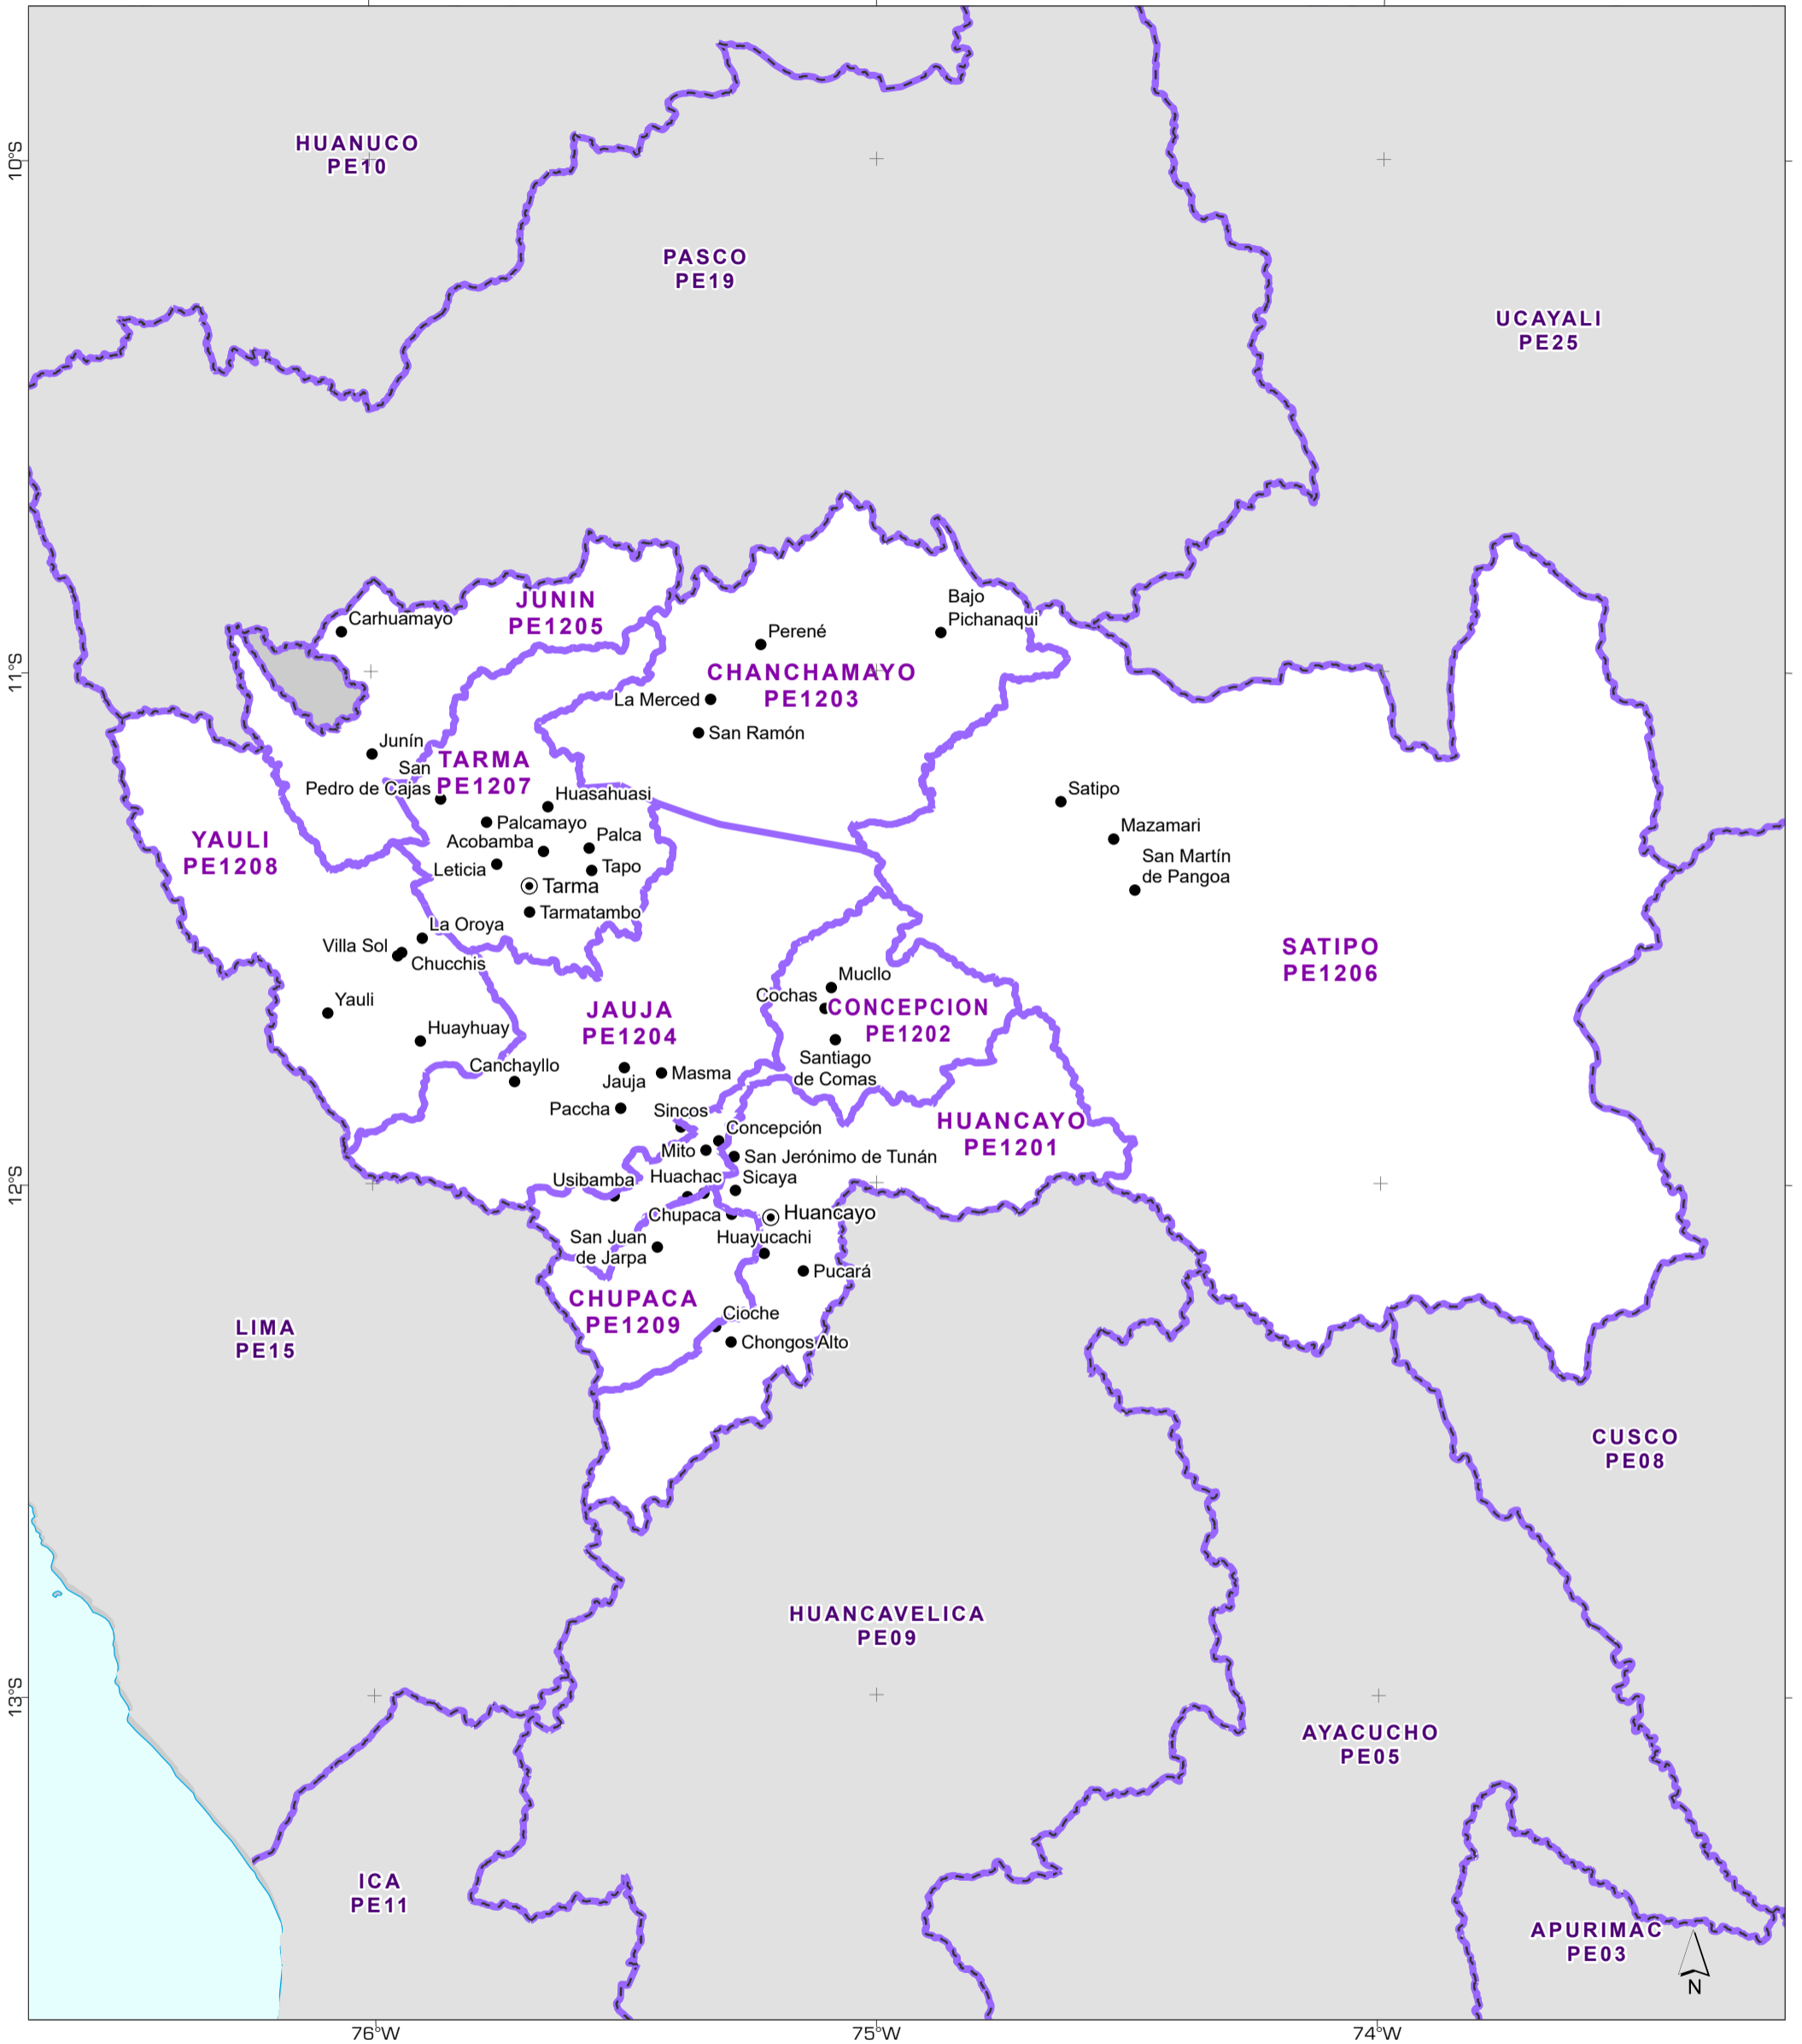 HUANUCO
PE10
10°S
PASCO
PE19
UCAYALI
PE25
JUNIN
PE1205
Carhuamayo
Bajo
Pichanaqui
Perené
CHANCHAMAYO
PE1203
11°S
La Merced
San Ramón
Junín
San
Pedro de Cajas
TARMA
PE1207
Huasahuasi
Satipo
Palcamayo
Mazamari
YAULI
PE1208
Acobamba
Palca
San Martín
de Pangoa
Leticia
Tapo
Tarma
Tarmatambo
La Oroya
Villa Sol
Chucchis
SATIPO
PE1206
Mucllo
Cochas
Yauli
JAUJA
PE1204
CONCEPCION
PE1202
Huayhuay
Canchayllo
Santiago
de Comas
Jauja
Masma
Paccha
Sincos
HUANCAYO
PE1201
Concepción
Mito
San Jerónimo de Tunán
12°S
Usibamba
Huachac
Sicaya
Chupaca
Huancayo
San Juan
de Jarpa
Huayucachi
Pucará
CHUPACA
PE1209
Cioche
Chongos Alto
LIMA
PE15
CUSCO
PE08
HUANCAVELICA
PE09
13°S
AYACUCHO
PE05
ICA
PE11
APURIMAC
PE03
N
76°W
75°W
74°W